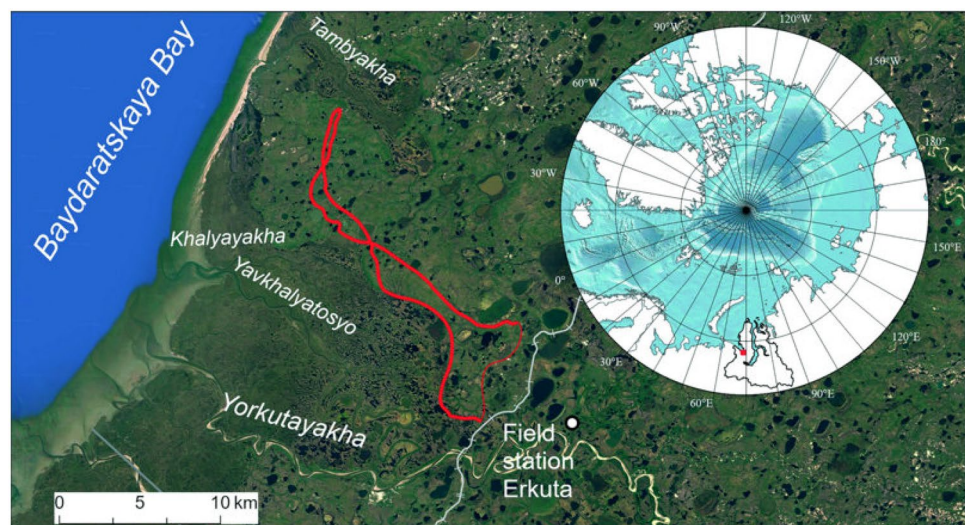 Baydaratskaya Bay
Tambyakha
Khalyayakha
Yavkhalyatosyo
Yorkutayakha
Field
station
Erkuta
0 5 10 km
90°W
120°W
60°W
150°W
30°W
180°
0°
150°E
30°E
120°E
60°E
90°E